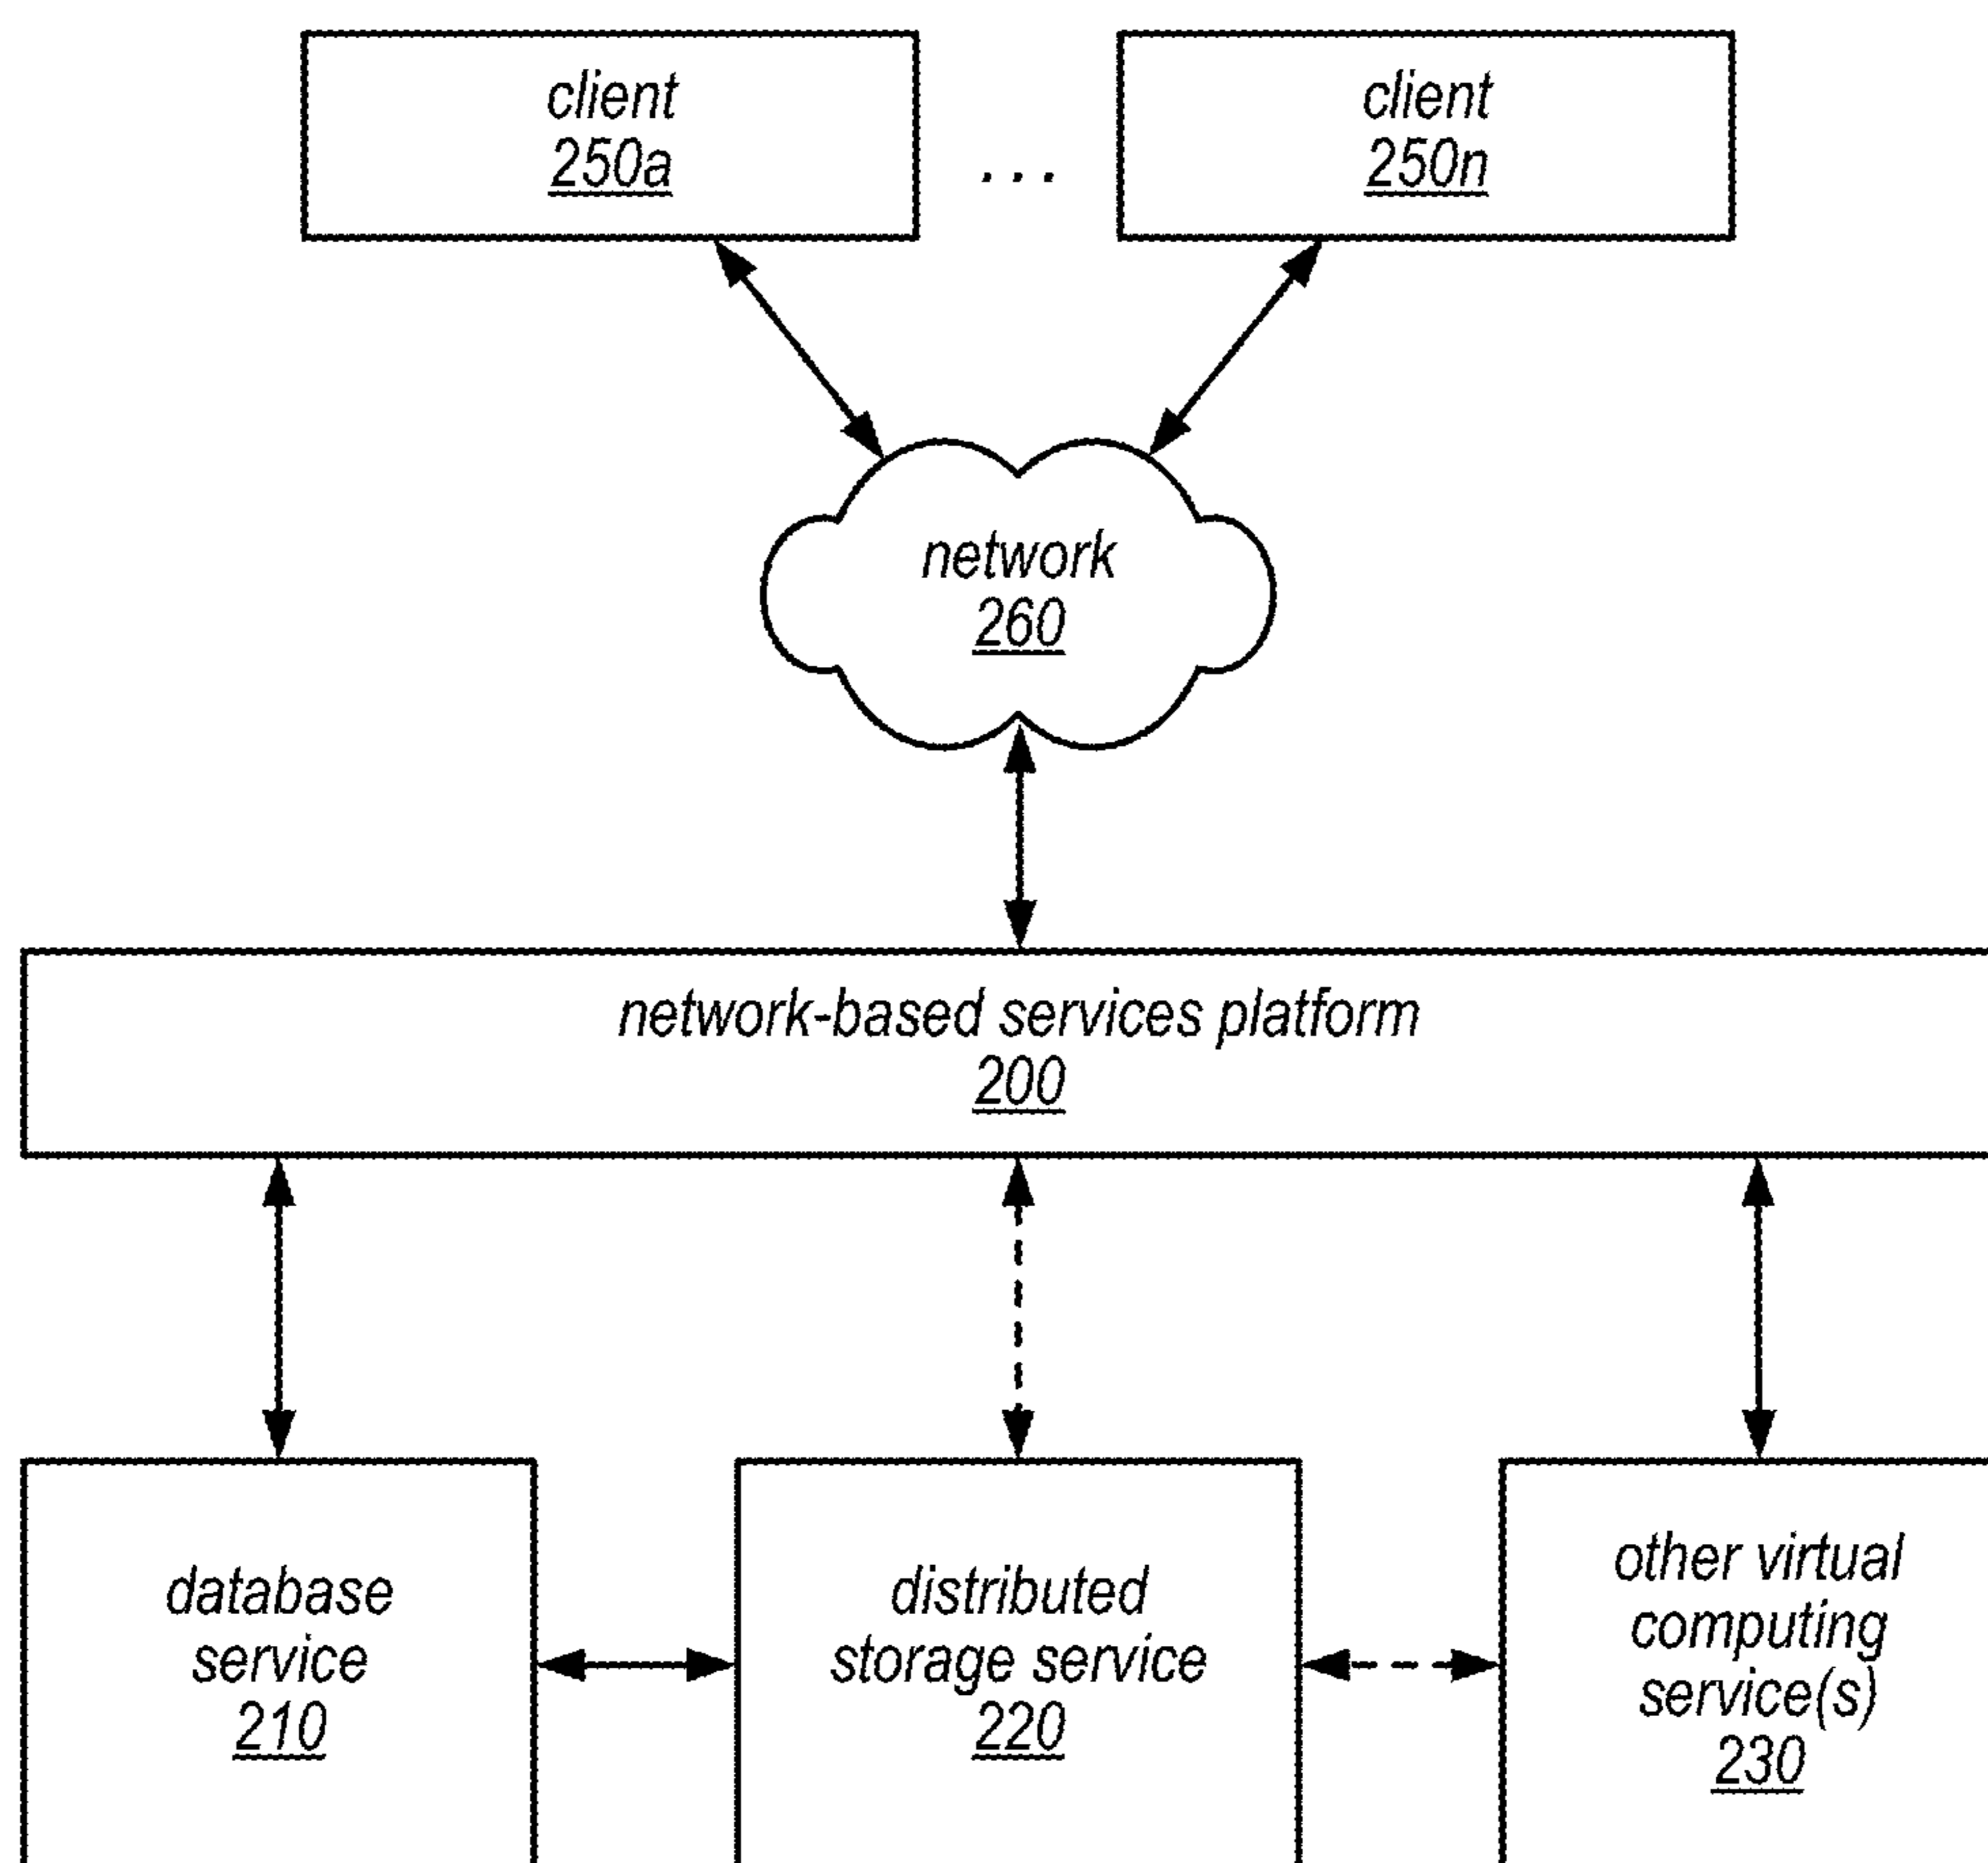 client
250a
. . .
client
250n
network
260
network-based services platform
200
database
service
210
distributed
storage service
220
other virtual
computing
service(s)
230